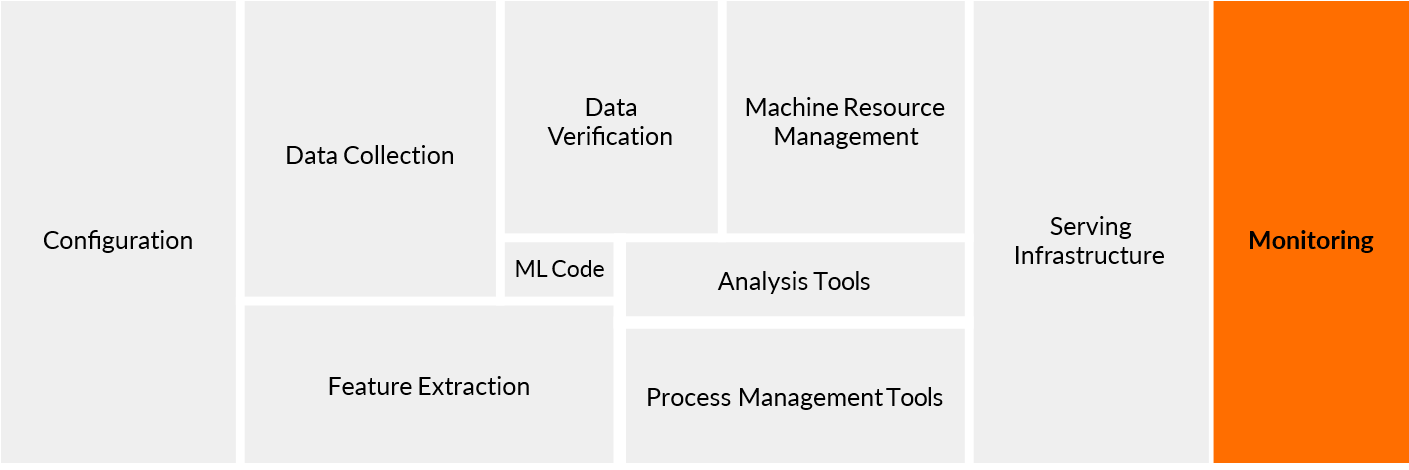 Configuration
Data Collection
Data
Verification
Machine Resource
Management
ML Code
Analysis Tools
Feature Extraction
Process Management Tools
Serving
Infrastructure
Monitoring